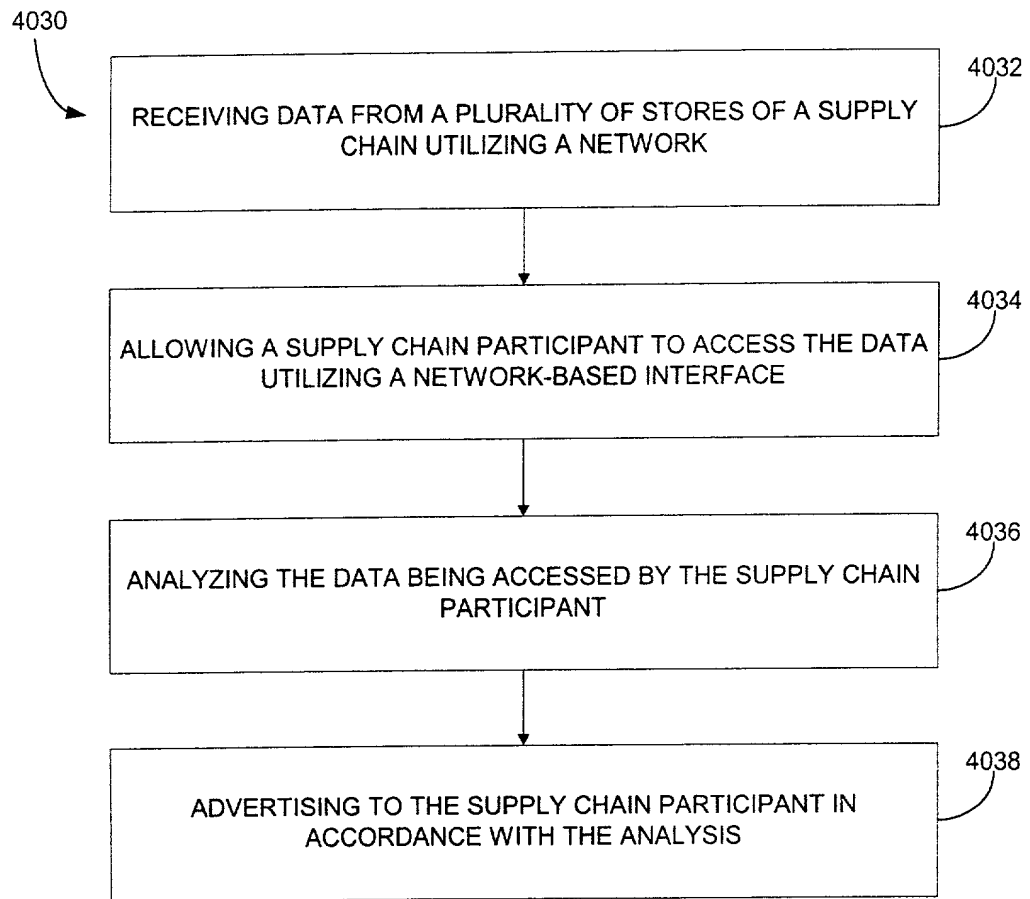 4030
4032
RECEIVING DATA FROM A PLURALITY OF STORES OF A SUPPLY
CHAIN UTILIZING A NETWORK
4034
ALLOWING A SUPPLY CHAIN PARTICIPANT TO ACCESS THE DATA
UTILIZING A NETWORK-BASED INTERFACE
4036
ANALYZING THE DATA BEING ACCESSED BY THE SUPPLY CHAIN
PARTICIPANT
4038
ADVERTISING TO THE SUPPLY CHAIN PARTICIPANT IN
ACCORDANCE WITH THE ANALYSIS